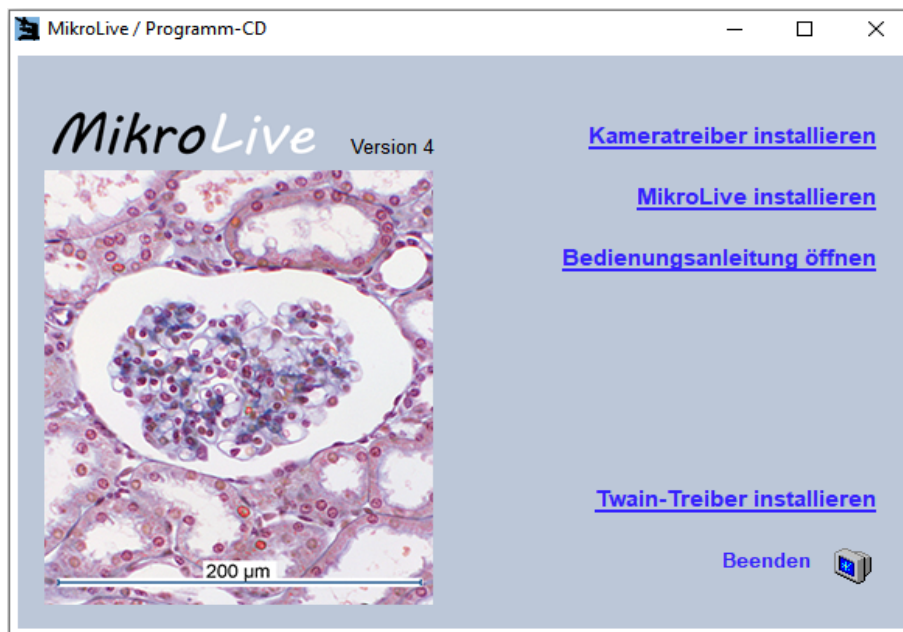 MikroLive / Programm-CD
MikroLive Version 4
Kameratreiber installieren
MikroLive installieren
Bedienungsanleitung öffnen
200 µm
Twain-Treiber installieren
Beenden